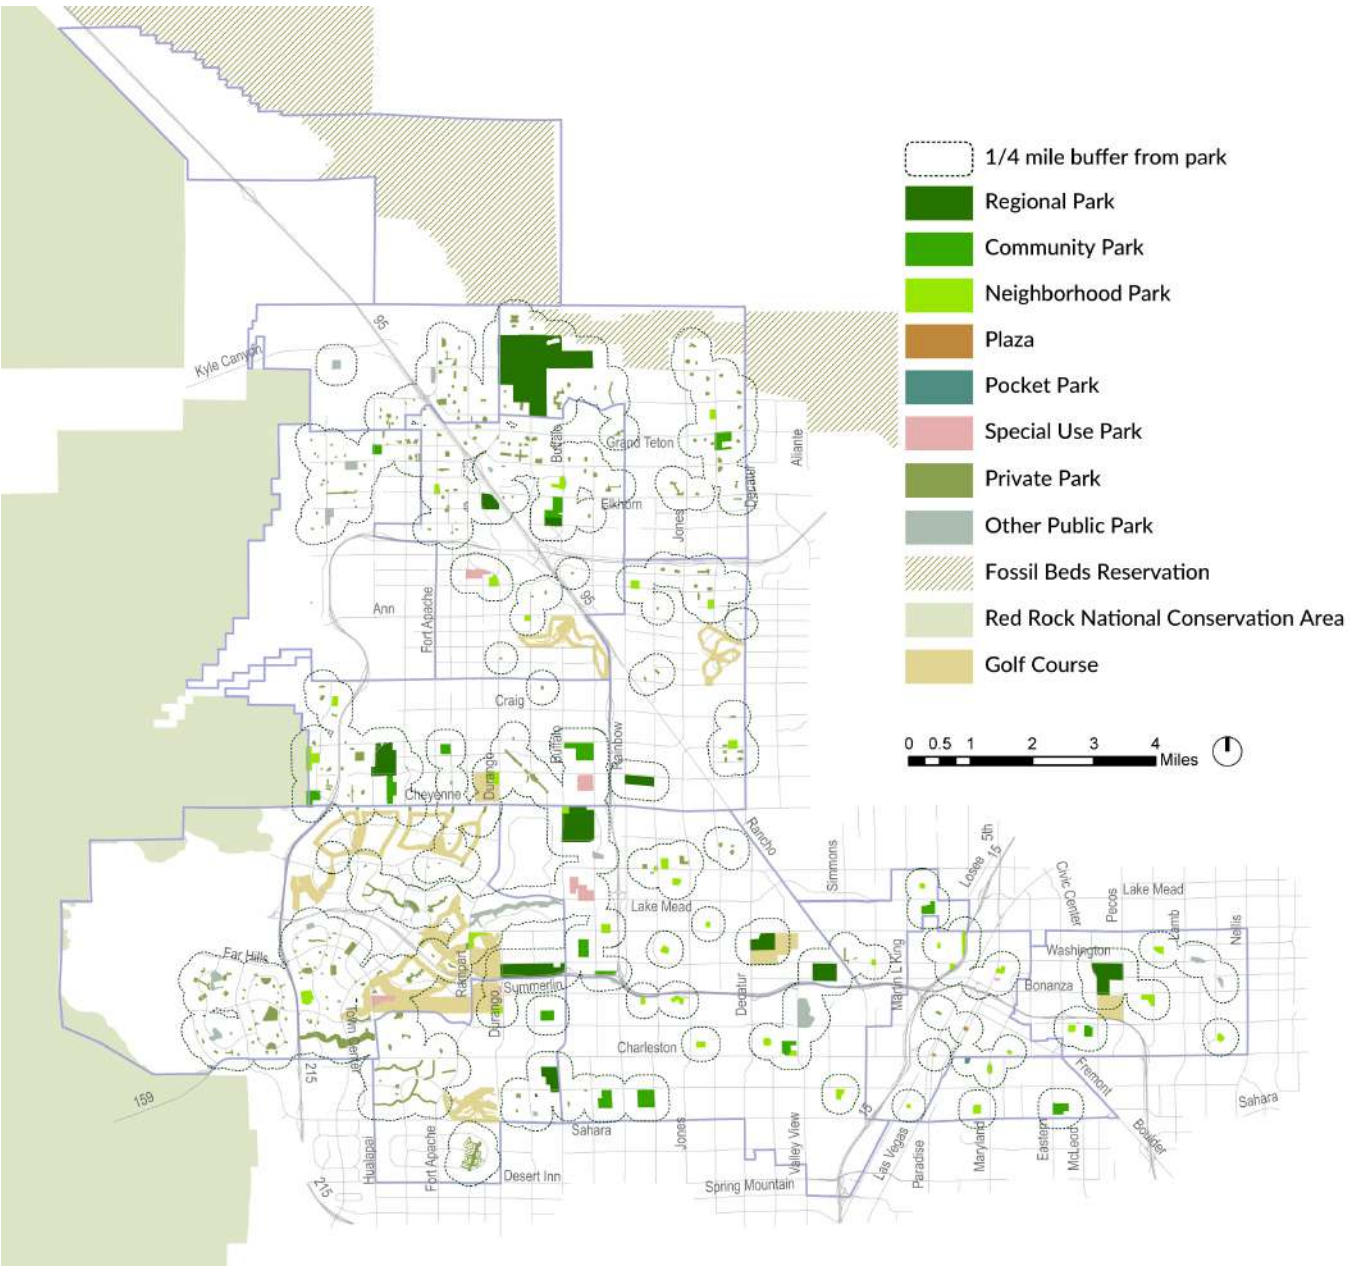 1/4 mile buffer from park
Regional Park
Community Park
Neighborhood Park
Plaza
Pocket Park
Special Use Park
Private Park
Other Public Park
Fossil Beds Reservation
Red Rock National Conservation Area
Golf Course
0 0.5 1 2 3 4
Miles
95
Kyle Canyon
Buffalo
Grand Teton
Aliante
Decatur
Elkhorn
Jones
95
Ann
Fort Apache
Craig
Buffalo
Rainbow
Durango
Cheyenne
Rancho
Simmons
Losee
5th
15
Civic Center
Pecos
Lake Mead
Lamb
Nellis
Lake Mead
Far Hills
Rampart
Washington
Martin L King
Summerlin
Bonanza
Durango
Decatur
Town Center
Charleston
215
Fremont
159
15
Sahara
Sahara
Jones
Valley View
Las Vegas
Paradise
Maryland
Eastern
McLeod
Boulder
Hualapai
Fort Apache
Desert Inn
Spring Mountain
215